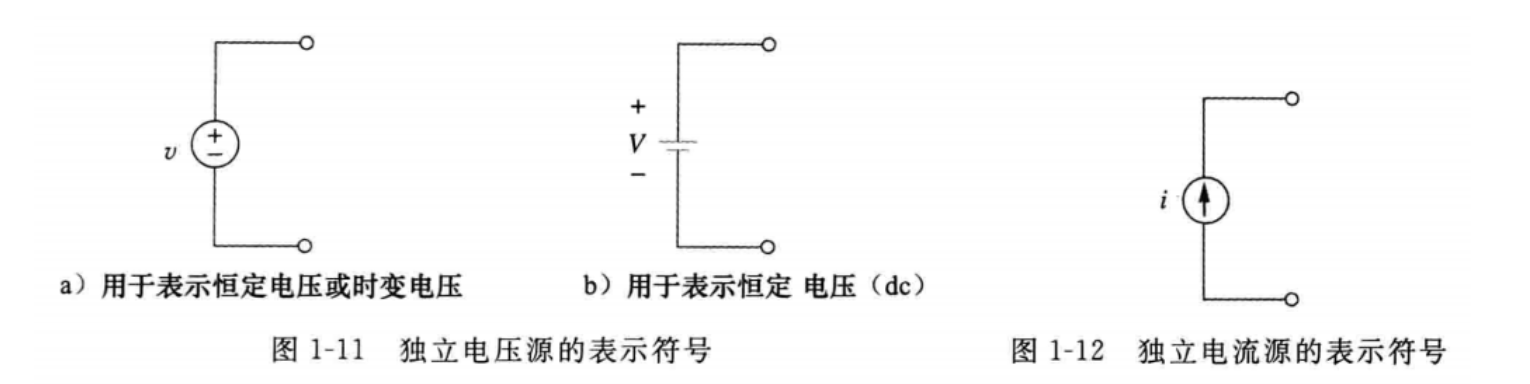 v
+
−
+
V
−
i
a）用于表示恒定电压或时变电压
b）用于表示恒定 电压（dc）
图 1-11 独立电压源的表示符号
图 1-12 独立电流源的表示符号